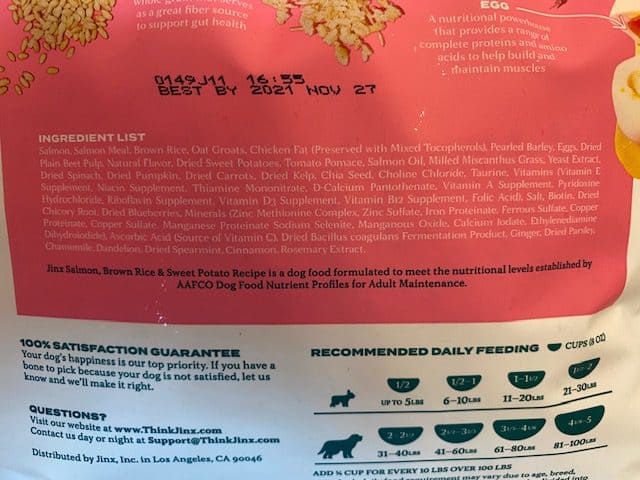 whole grain that serves
as a great fiber source
to support gut health
EGG
A nutritional powerhouse
that provides a range of
complete proteins and amino
acids to help build and
maintain muscles
0149J11 16:55
BEST BY 2021 NOV 27
INGREDIENT LIST
Salmon, Salmon Meal, Brown Rice, Oat Groats, Chicken Fat (Preserved with Mixed Tocopherols), Pearled Barley, Eggs, Dried
Plain Beet Pulp, Natural Flavor, Dried Sweet Potatoes, Tomato Pomace, Salmon Oil, Milled Miscanthus Grass, Yeast Extract,
Dried Spinach, Dried Pumpkin, Dried Carrots, Dried Kelp, Chia Seed, Choline Chloride, Taurine, Vitamins (Vitamin E
Supplement, Niacin Supplement, Thiamine Mononitrate, D-Calcium Pantothenate, Vitamin A Supplement, Pyridoxine
Hydrochloride, Riboflavin Supplement, Vitamin D3 Supplement, Vitamin B12 Supplement, Folic Acid), Salt, Biotin, Dried
Chicory Root, Dried Blueberries, Minerals (Zinc Methionine Complex, Zinc Sulfate, Iron Proteinate, Ferrous Sulfate, Copper
Proteinate, Copper Sulfate, Manganese Proteinate Sodium Selenite, Manganous Oxide, Calcium Iodate, Ethylenediamine
Dihydroiodide), Ascorbic Acid (Source of Vitamin C), Dried Bacillus coagulans Fermentation Product, Ginger, Dried Parsley,
Chamomile, Dandelion, Dried Spearmint, Cinnamon, Rosemary Extract.
Jinx Salmon, Brown Rice & Sweet Potato Recipe is a dog food formulated to meet the nutritional levels established by
AAFCO Dog Food Nutrient Profiles for Adult Maintenance.
100% SATISFACTION GUARANTEE
Your dog's happiness is our top priority. If you have a
bone to pick because your dog is not satisfied, let us
know and we'll make it right.
QUESTIONS?
Visit our website at www.ThinkJinx.com
Contact us day or night at Support@ThinkJinx.com
Distributed by Jinx, Inc. in Los Angeles, CA 90046
RECOMMENDED DAILY FEEDING CUPS (8 OZ)
1/2 1/2-1 1-1 1/2 1 1/2-2
UP TO 5LBS 6-10LBS 11-20LBS 21-30LBS
2-2 1/2 2 1/2-3 1/3 4 1/8-5
31-40LBS 41-60LBS 61-80LBS 81-100LBS
ADD ¼ CUP FOR EVERY 10 LBS OVER 100 LBS
requirement may vary due to age, breed,